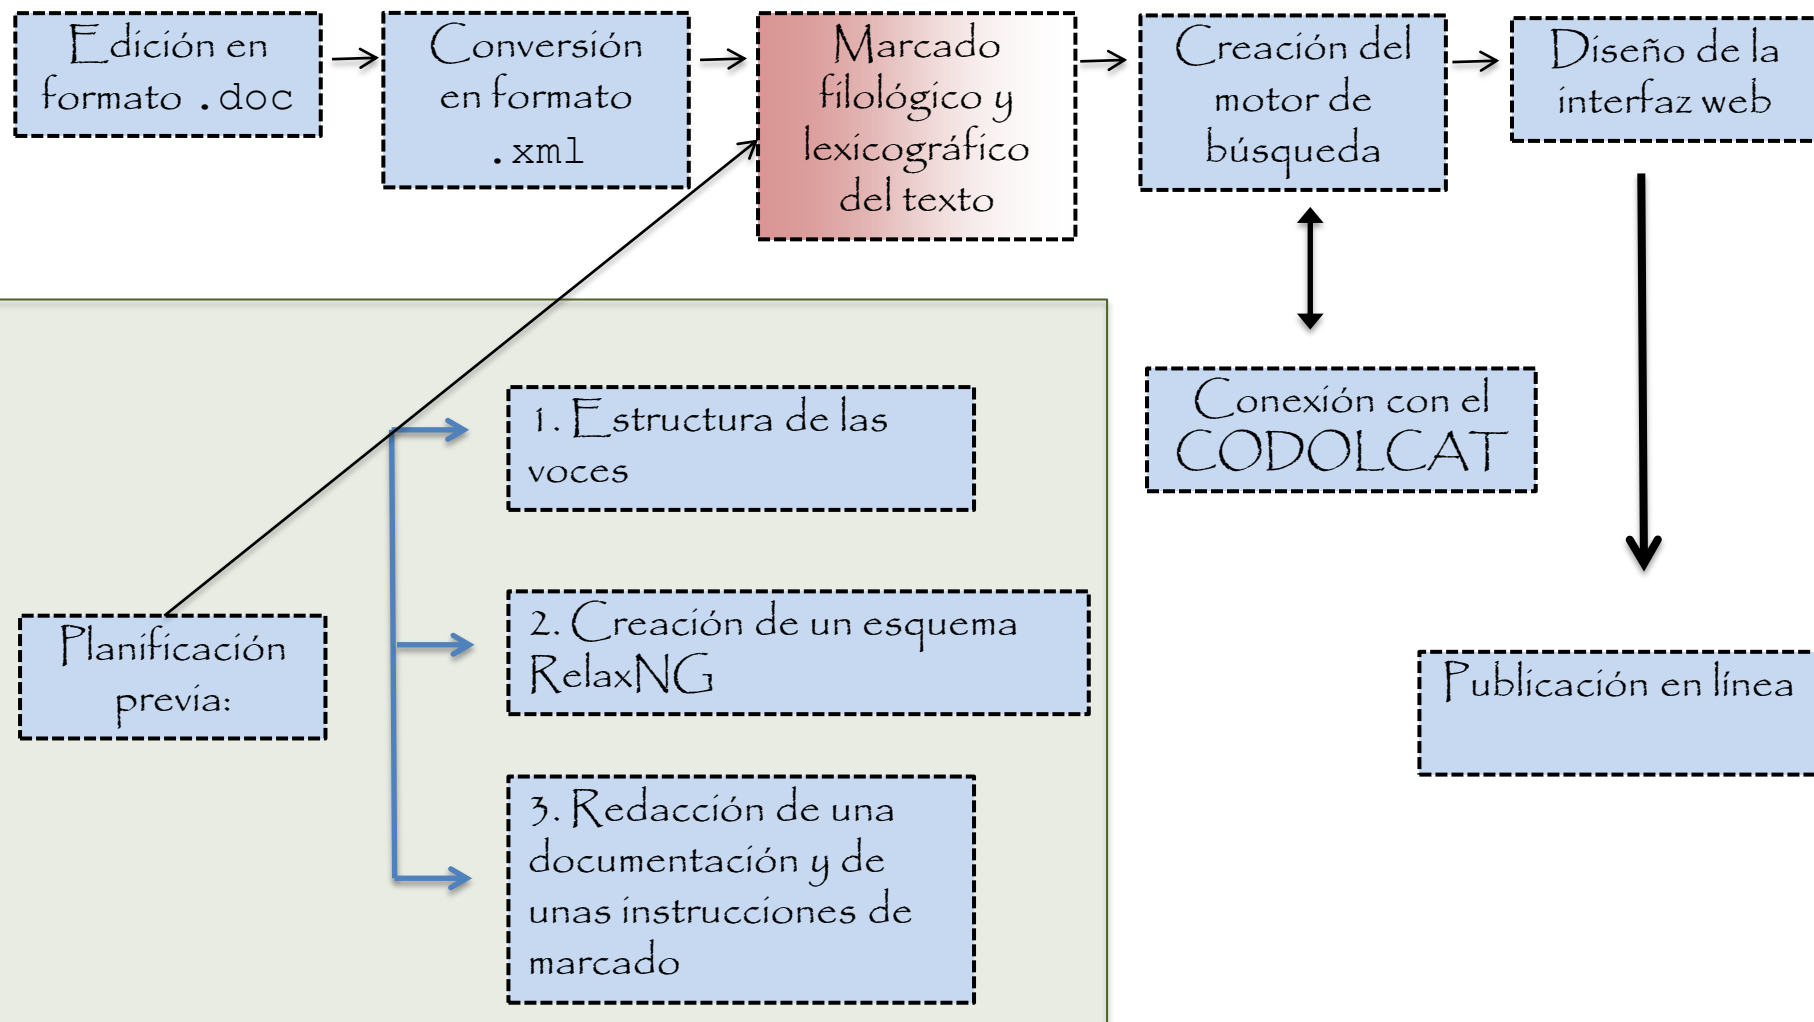 Edición en
formato .doc
Conversión
en formato
.xml
Marcado
filológico y
lexicográfico
del texto
Creación del
motor de
búsqueda
Diseño de la
interfaz web
Conexión con el
CODOLCAT
1. Estructura de las
voces
Planificación
previa:
2. Creación de un esquema
RelaxNG
Publicación en línea
3. Redacción de una
documentación y de
unas instrucciones de
marcado